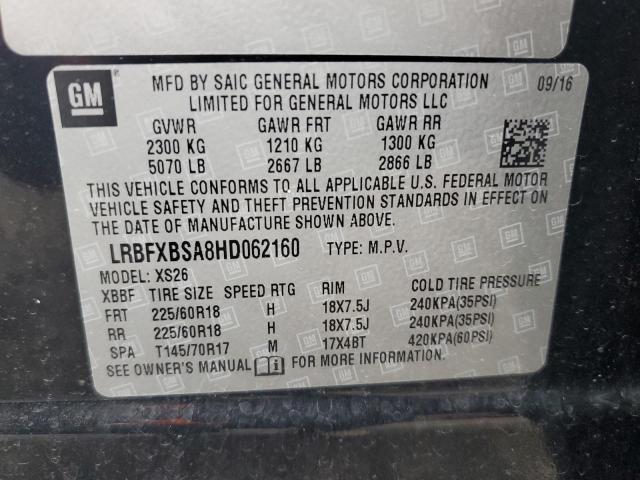 GM
MFD BY SAIC GENERAL MOTORS CORPORATION 09/16
LIMITED FOR GENERAL MOTORS LLC
GVWR GAWR FRT GAWR RR
2300 KG 1210 KG 1300 KG
5070 LB 2667 LB 2866 LB
THIS VEHICLE CONFORMS TO ALL APPLICABLE U.S. FEDERAL MOTOR
VEHICLE SAFETY AND THEFT PREVENTION STANDARDS IN EFFECT ON
THE DATE OF MANUFACTURE SHOWN ABOVE.
LRBFXBSA8HD062160 TYPE: M.P.V.
MODEL: XS26
XBBF TIRE SIZE SPEED RTG RIM COLD TIRE PRESSURE
FRT 225/60R18 H 18X7.5J 240KPA(35PSI)
RR 225/60R18 H 18X7.5J 240KPA(35PSI)
SPA T145/70R17 M 17X4BT 420KPA(60PSI)
SEE OWNER'S MANUAL FOR MORE INFORMATION